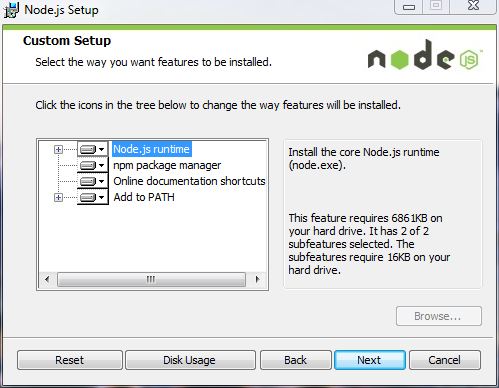 Node.js Setup
Custom Setup
Select the way you want features to be installed.
node
JS
Click the icons in the tree below to change the way features will be installed.
Node.js runtime
npm package manager
Online documentation shortcuts
Add to PATH
Install the core Node.js runtime
(node.exe).
This feature requires 6861KB on
your hard drive. It has 2 of 2
subfeatures selected. The
subfeatures require 16KB on your
hard drive.
Browse...
Reset
Disk Usage
Back
Next
Cancel